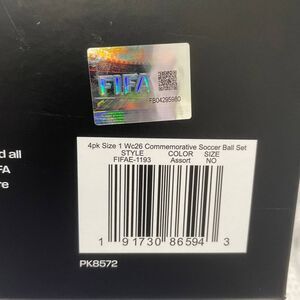 FIFA
FB04295980
d all
FA
re
4pk Size 1 Wc26 Commemorative Soccer Ball Set
STYLE COLOR SIZE
FIFAE-1193 Assort NO
1 91730 86594 3
PK8572